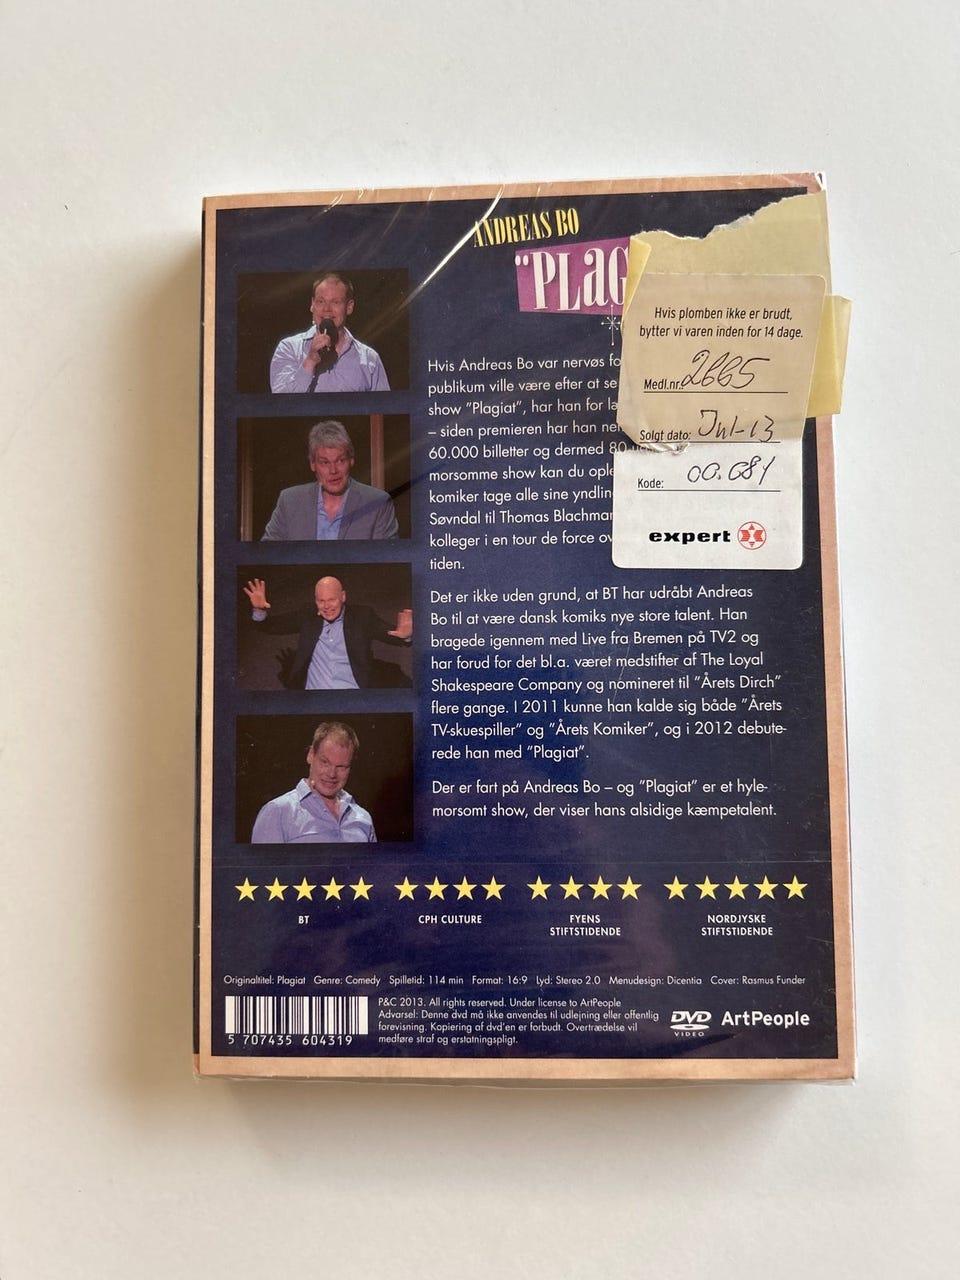 ANDREAS BO
"PLAG
Hvis plomben ikke er brudt,
bytter vi varen inden for 14 dage.
Medl.nr. 2665
Solgt dato: Jul-13
Kode: 00.081
expert
Hvis Andreas Bo var nervøs fo
publikum ville være efter at se
show "Plagiat", har han for la
– siden premieren har han
60.000 billetter og dermed 80
morsomme show kan du ople
komiker tage alle sine yndlin
Søvndal til Thomas Blachmar
kolleger i en tour de force ov
tiden.
Det er ikke uden grund, at BT har udråbt Andreas
Bo til at være dansk komiks nye store talent. Han
bragede igennem med Live fra Bremen på TV2 og
har forud for det bl.a. været medstifter af The Loyal
Shakespeare Company og nomineret til "Årets Dirch"
flere gange. I 2011 kunne han kalde sig både "Årets
TV-skuespiller" og "Årets Komiker", og i 2012 debute-
rede han med "Plagiat".
Der er fart på Andreas Bo – og "Plagiat" er et hyle-
morsomt show, der viser hans alsidige kæmpetalent.
BT
CPH CULTURE
FYENS
STIFTSTIDENDE
NORDJYSKE
STIFTSTIDENDE
Originaltitel: Plagiat Genre: Comedy Spilletid: 114 min Format: 16:9 Lyd: Stereo 2.0 Menudesign: Dicentia Cover: Rasmus Funder
5 707435 604319
P&C 2013. All rights reserved. Under license to ArtPeople
Advarsel: Denne dvd må ikke anvendes til udlejning eller offentlig
forevisning. Kopiering af dvd'en er forbudt. Overtrædelse vil
medføre straf og erstatningspligt.
DVD
VIDEO
ArtPeople